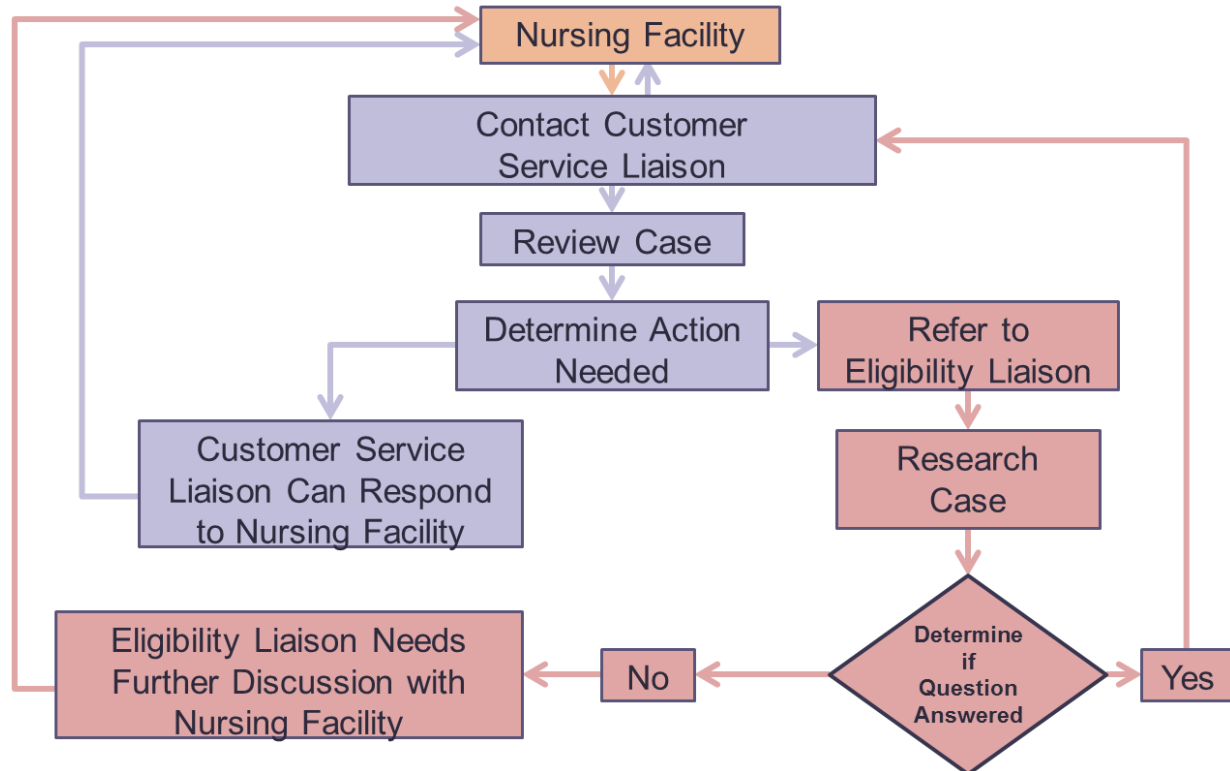 Nursing Facility
Contact Customer
Service Liaison
Review Case
Determine Action
Needed
Refer to
Eligibility Liaison
Customer Service
Liaison Can Respond
to Nursing Facility
Research
Case
Determine
if
Question
Answered
Yes
No
Eligibility Liaison Needs
Further Discussion with
Nursing Facility